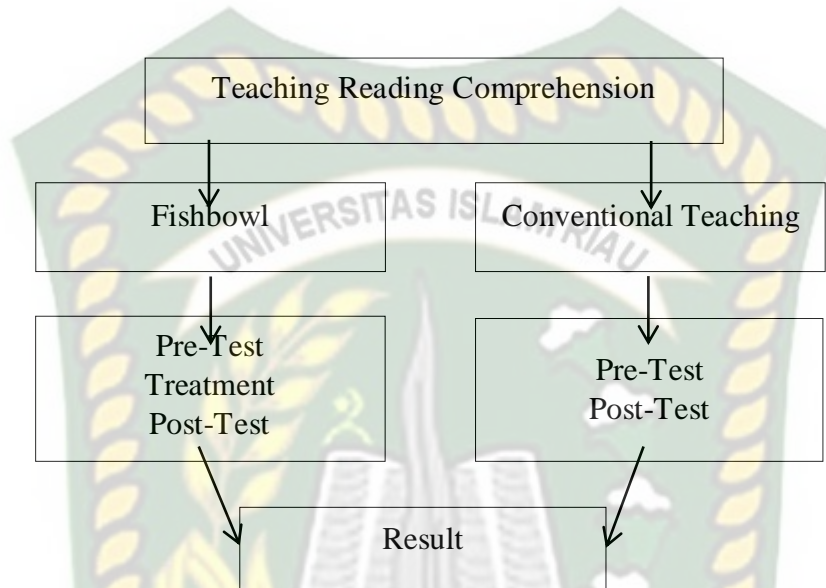 Teaching Reading Comprehension
Fishbowl
Conventional Teaching
UNIVERSITAS ISLAM RIAU
Pre-Test
Treatment
Post-Test
Pre-Test
Post-Test
Result